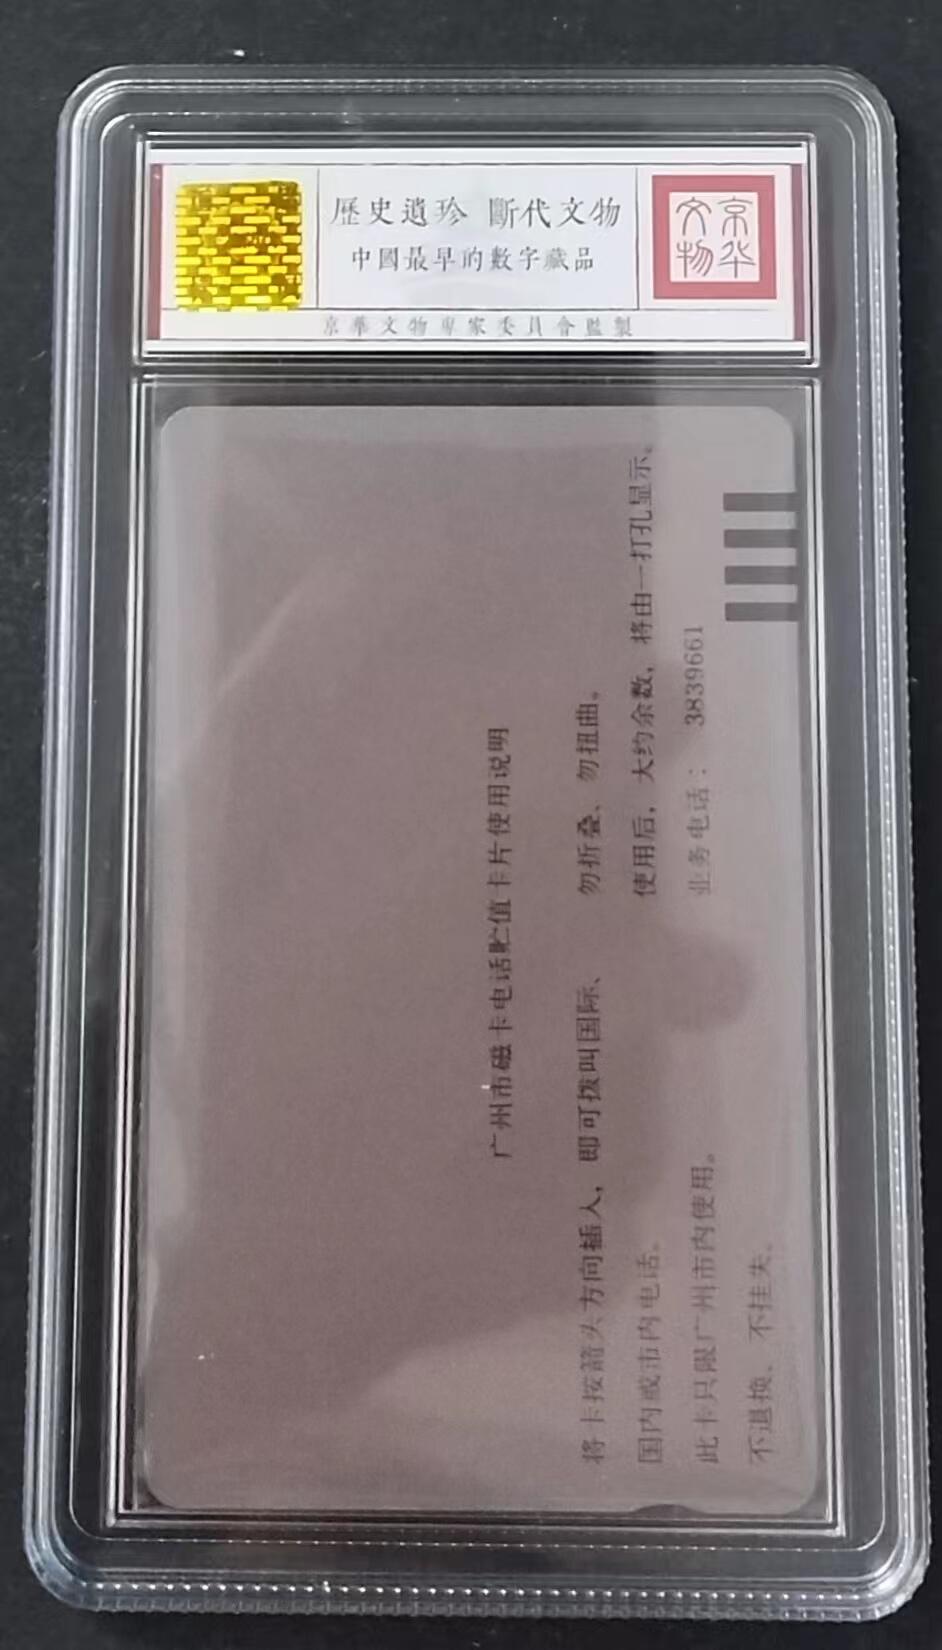 歷史遺珍 斷代文物
中國最早的數字藏品
京华文物
京華文物專家委員會監製
广州市磁卡电话贮值卡片使用说明
将卡按箭头方向插入，即可拨叫国际、
国内或市内电话。
此卡只限广州市内使用。
不退换、不挂失。
勿折叠、勿扭曲。
使用后，大约余数，将由一打孔显示。
业务电话： 3839661